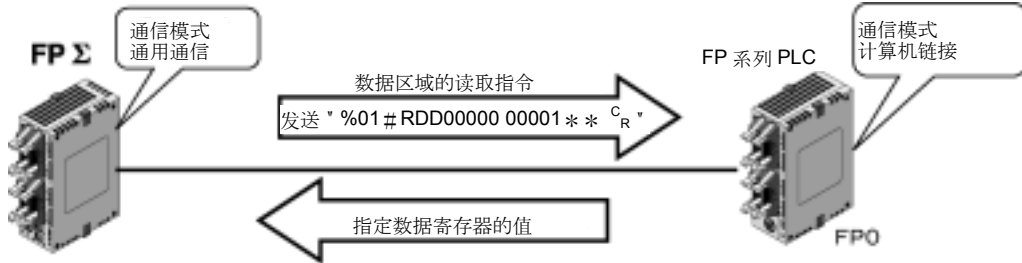 通信模式
通用通信
FP Σ
通信模式
计算机链接
FP 系列 PLC
数据区域的读取指令
发送 " %01＃RDD00000 00001＊＊ CR "
指定数据寄存器的值
FP0